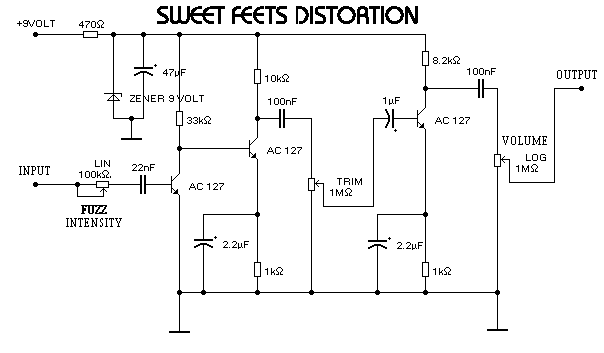 SWEET FEETS DISTORTION
+9VOLT
470Ω
8.2kΩ
47µF
10kΩ
100nF
OUTPUT
ZENER 9 VOLT
100nF
1µF
33kΩ
AC 127
VOLUME
AC 127
LOG
1MΩ
INPUT
LIN
100kΩ
22nF
AC 127
TRIM
1MΩ
FUZZ
INTENSITY
2.2µF
2.2µF
1kΩ
1kΩ